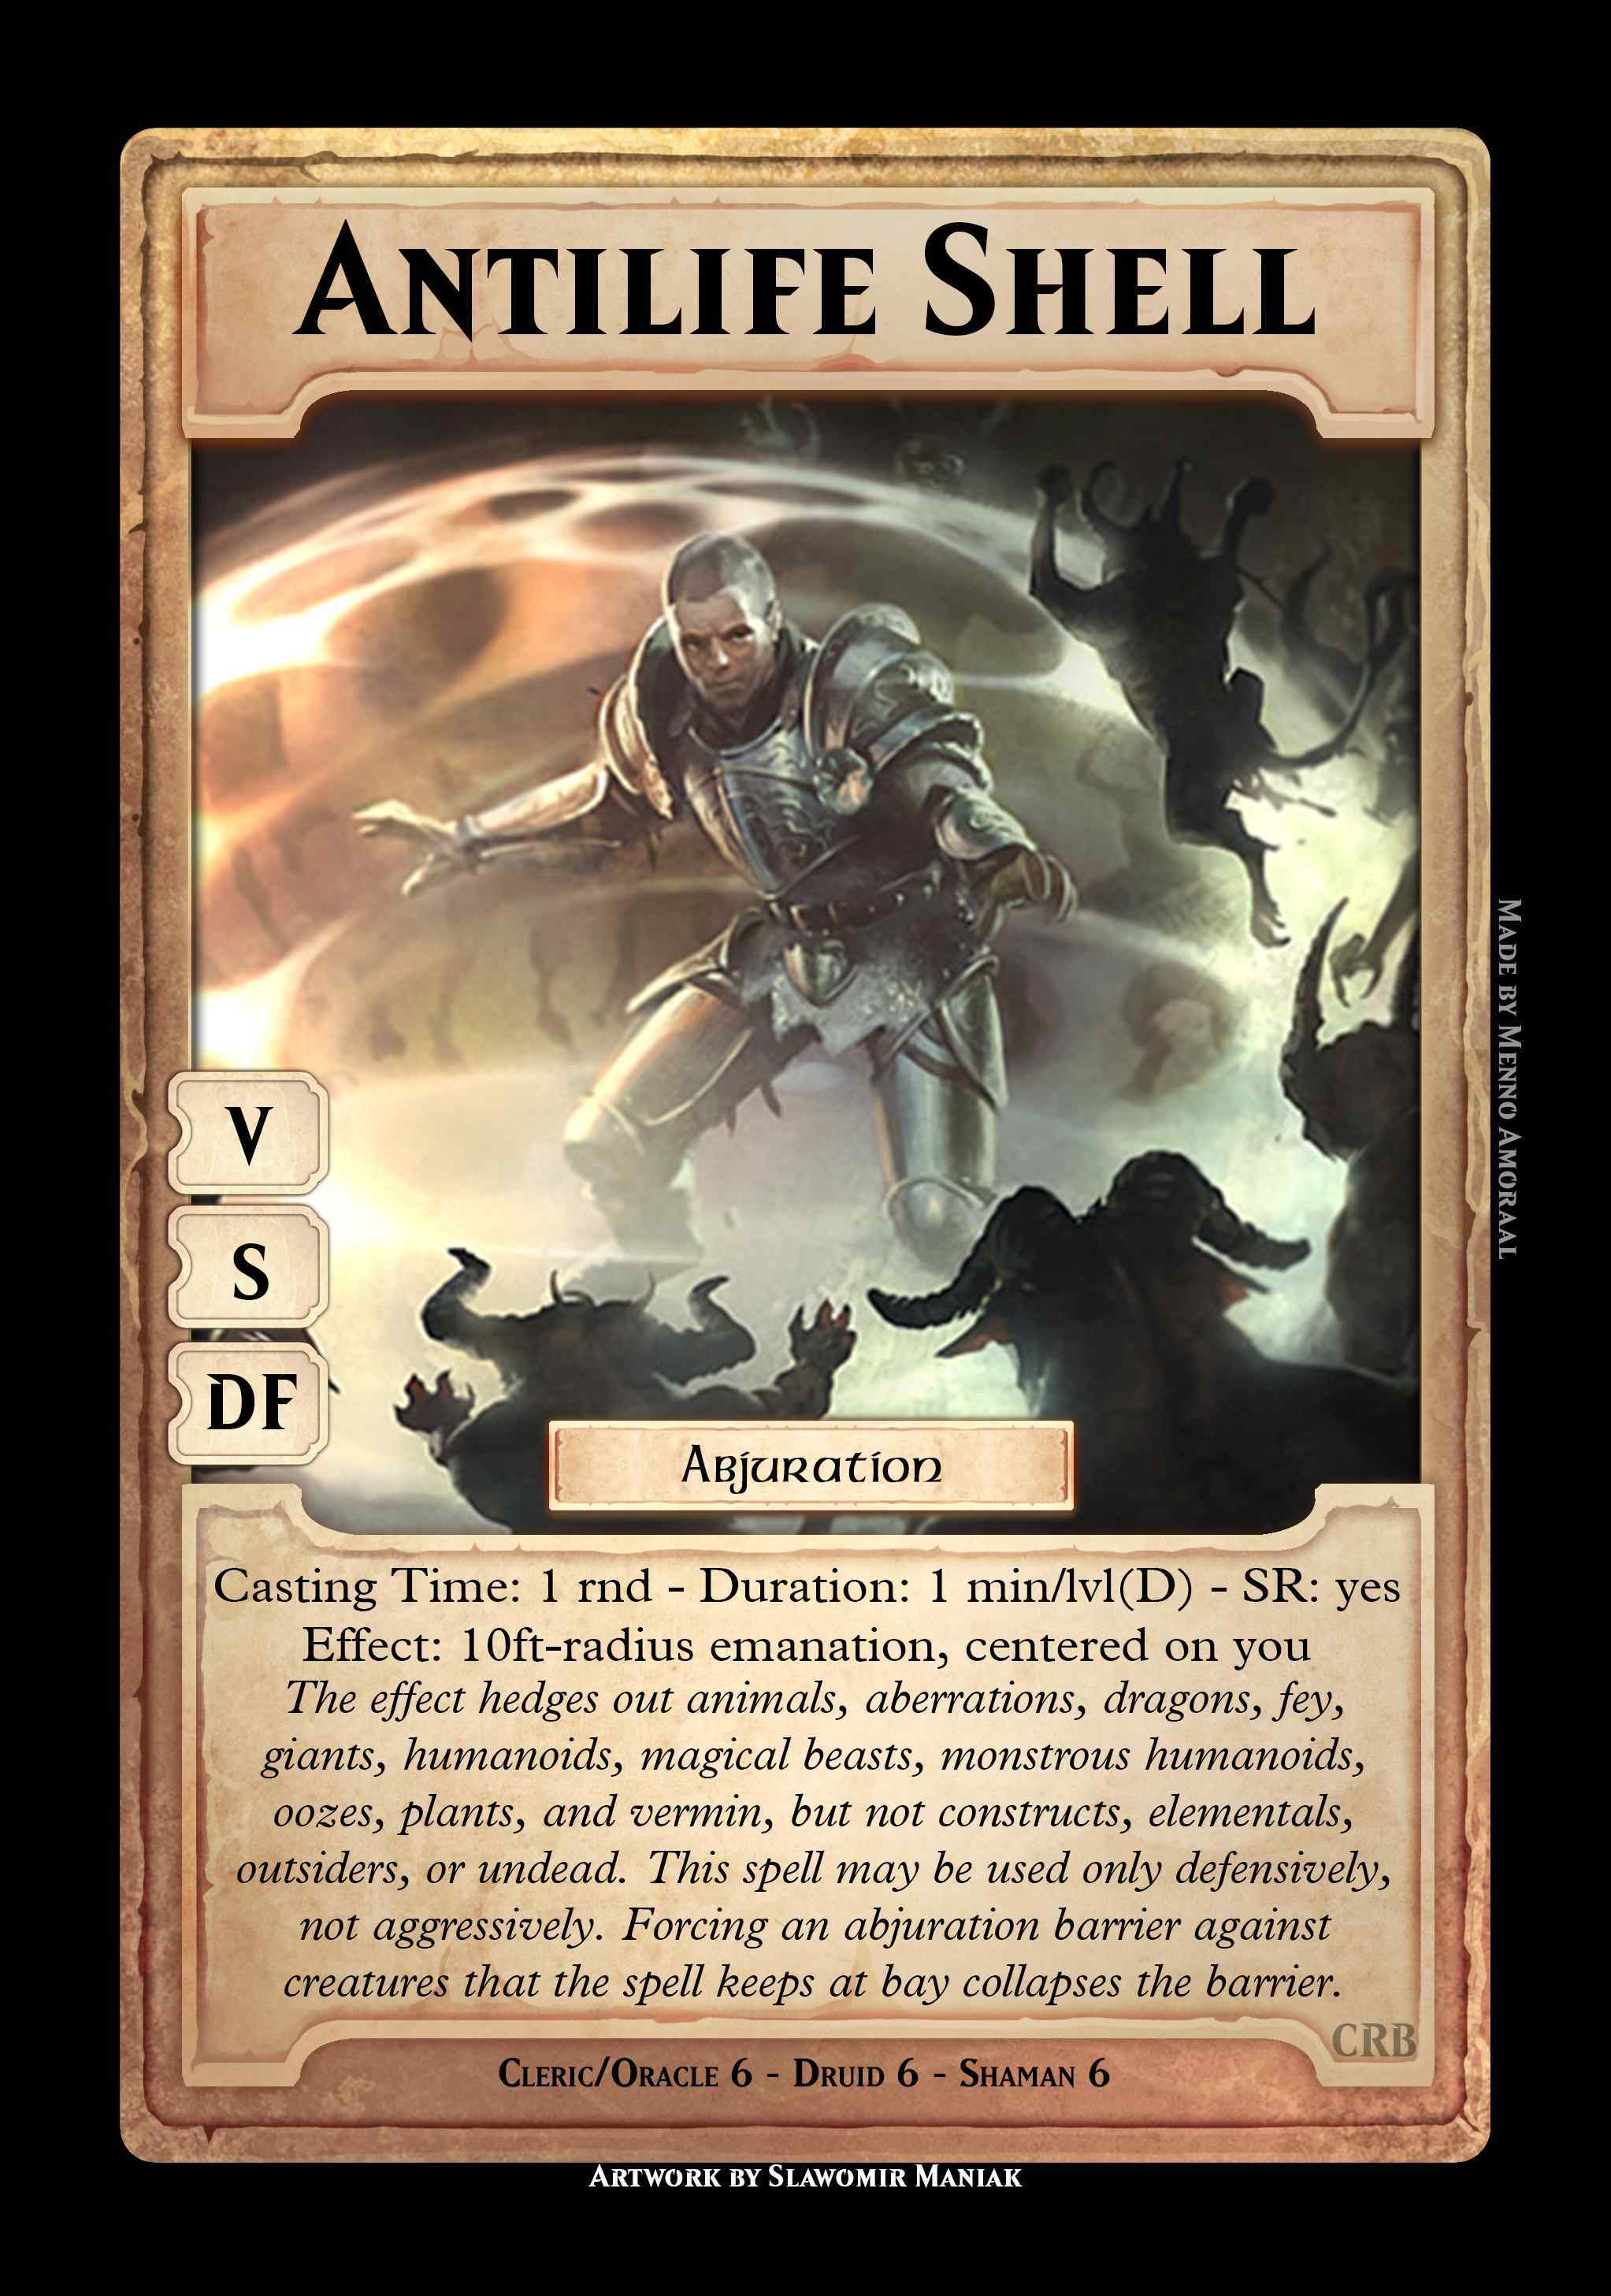 Antilife Shell
V
S
DF
Abjuration
Casting Time: 1 rnd - Duration: 1 min/lvl(D) - SR: yes
Effect: 10ft-radius emanation, centered on you
The effect hedges out animals, aberrations, dragons, fey,
giants, humanoids, magical beasts, monstrous humanoids,
oozes, plants, and vermin, but not constructs, elementals,
outsiders, or undead. This spell may be used only defensively,
not aggressively. Forcing an abjuration barrier against
creatures that the spell keeps at bay collapses the barrier.
CRB
Cleric/Oracle 6 - Druid 6 - Shaman 6
Artwork by Slawomir Maniak
Made by Menno Amoraal